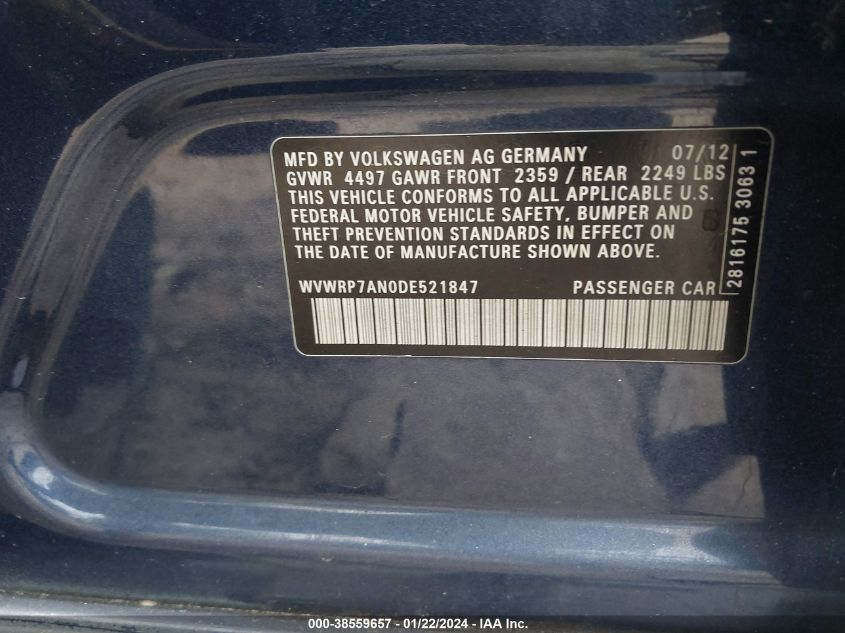 MFD BY VOLKSWAGEN AG GERMANY 07/12
GVWR 4497 GAWR FRONT 2359 / REAR 2249 LBS
THIS VEHICLE CONFORMS TO ALL APPLICABLE U.S.
FEDERAL MOTOR VEHICLE SAFETY, BUMPER AND
THEFT PREVENTION STANDARDS IN EFFECT ON
THE DATE OF MANUFACTURE SHOWN ABOVE.
WVWRP7AN0DE521847 PASSENGER CAR
2816175 3063 1
000-38559657 - 01/22/2024 - IAA Inc.